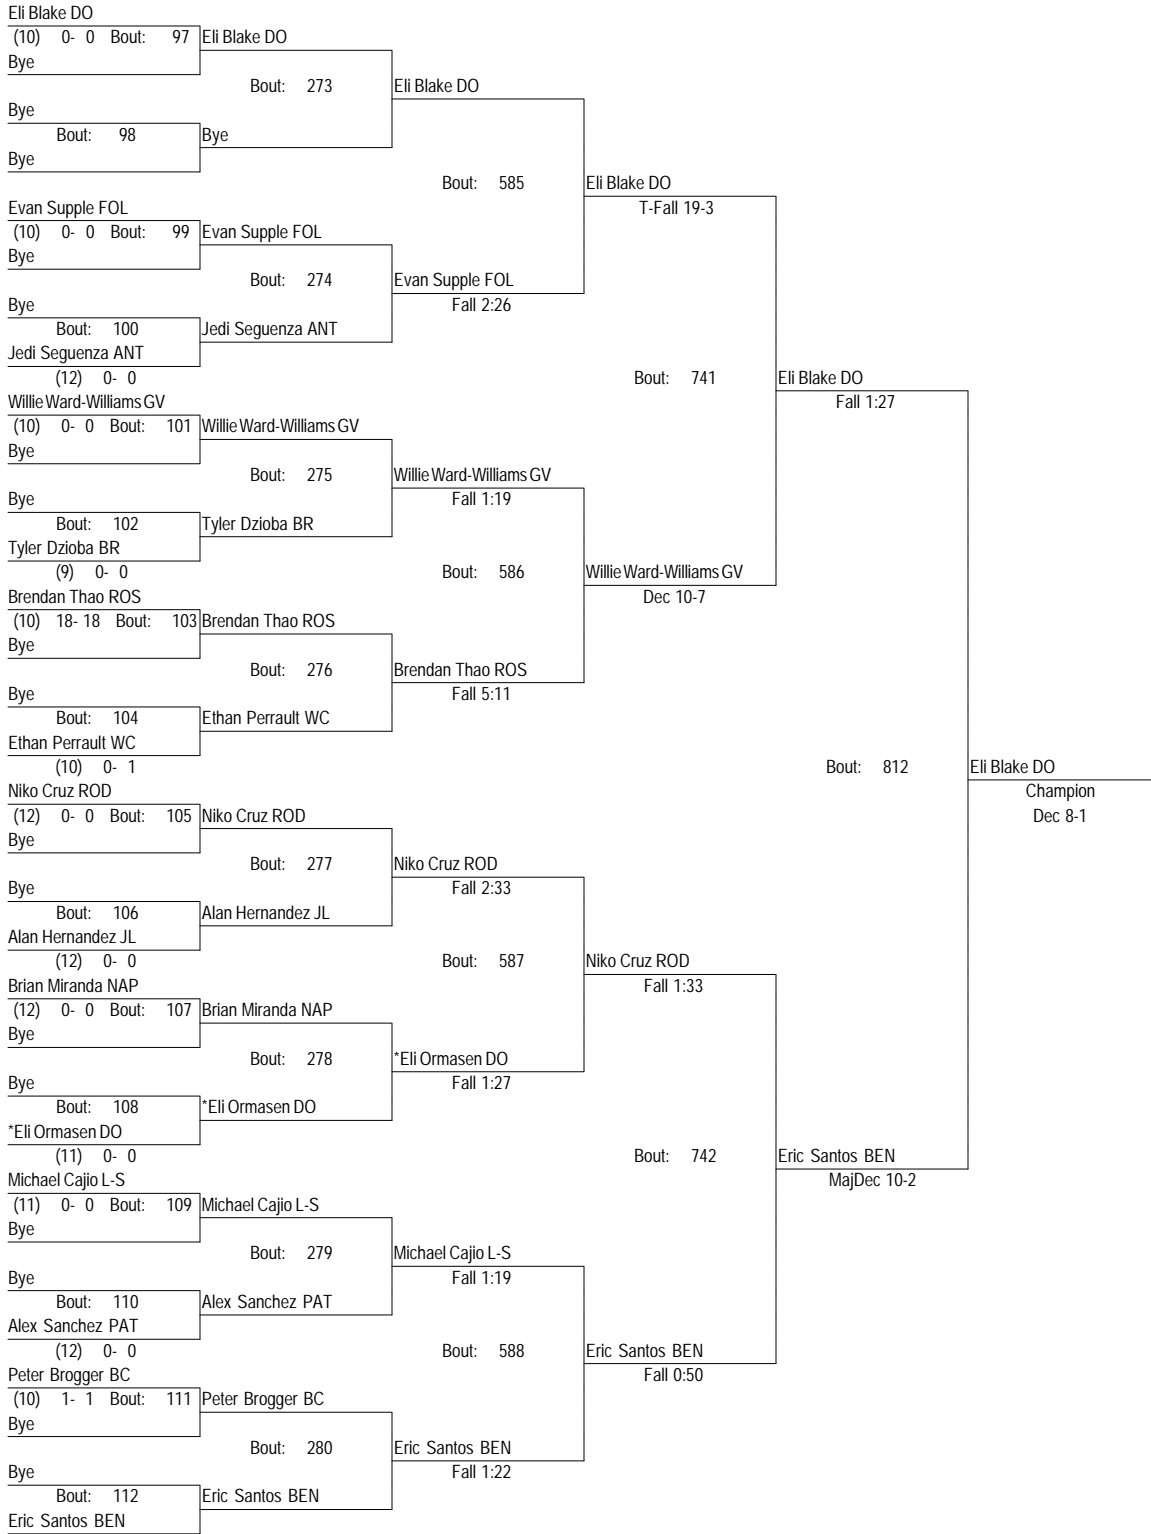 Eli Blake DO
(10) 0- 0 Bout: 97 Eli Blake DO
Bye
Bout: 273 Eli Blake DO
Bye
Bout: 98 Bye
Bye
Bout: 585 Eli Blake DO
T-Fall 19-3
Evan Supple FOL
(10) 0- 0 Bout: 99 Evan Supple FOL
Bye
Bout: 274 Evan Supple FOL
Fall 2:26
Bye
Bout: 100 Jedi Seguenza ANT
Jedi Seguenza ANT
(12) 0- 0
Bout: 741 Eli Blake DO
Fall 1:27
Willie Ward-Williams GV
(10) 0- 0 Bout: 101 Willie Ward-Williams GV
Bye
Bout: 275 Willie Ward-Williams GV
Fall 1:19
Bye
Bout: 102 Tyler Dzioba BR
Tyler Dzioba BR
(9) 0- 0
Bout: 586 Willie Ward-Williams GV
Dec 10-7
Brendan Thao ROS
(10) 18- 18 Bout: 103 Brendan Thao ROS
Bye
Bout: 276 Brendan Thao ROS
Fall 5:11
Bye
Bout: 104 Ethan Perrault WC
Ethan Perrault WC
(10) 0- 1
Bout: 812 Eli Blake DO
Champion
Dec 8-1
Niko Cruz ROD
(12) 0- 0 Bout: 105 Niko Cruz ROD
Bye
Bout: 277 Niko Cruz ROD
Fall 2:33
Bye
Bout: 106 Alan Hernandez JL
Alan Hernandez JL
(12) 0- 0
Bout: 587 Niko Cruz ROD
Fall 1:33
Brian Miranda NAP
(12) 0- 0 Bout: 107 Brian Miranda NAP
Bye
Bout: 278 *Eli Ormasen DO
Fall 1:27
Bye
Bout: 108 *Eli Ormasen DO
*Eli Ormasen DO
(11) 0- 0
Bout: 742 Eric Santos BEN
MajDec 10-2
Michael Cajio L-S
(11) 0- 0 Bout: 109 Michael Cajio L-S
Bye
Bout: 279 Michael Cajio L-S
Fall 1:19
Bye
Bout: 110 Alex Sanchez PAT
Alex Sanchez PAT
(12) 0- 0
Bout: 588 Eric Santos BEN
Fall 0:50
Peter Brogger BC
(10) 1- 1 Bout: 111 Peter Brogger BC
Bye
Bout: 280 Eric Santos BEN
Fall 1:22
Bye
Bout: 112 Eric Santos BEN
Eric Santos BEN